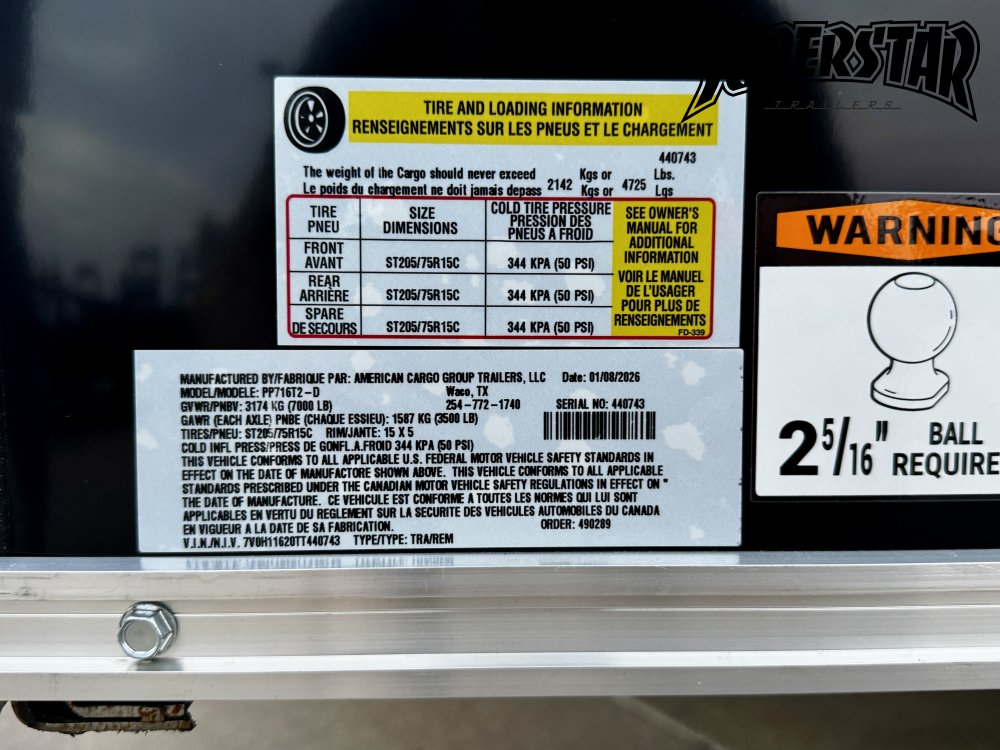 SUPERSTAR
TRAILERS
TIRE AND LOADING INFORMATION
RENSEIGNEMENTS SUR LES PNEUS ET LE CHARGEMENT
440743
The weight of the Cargo should never exceed Kgs or Lbs.
Le poids du chargement ne doit jamais depass 2142 Kgs or 4725 Lgs
TIRE PNEU
SIZE DIMENSIONS
COLD TIRE PRESSURE
PRESSION DES
PNEUS A FROID
FRONT AVANT
ST205/75R15C
344 KPA (50 PSI)
REAR ARRIÈRE
ST205/75R15C
344 KPA (50 PSI)
SPARE DE SECOURS
ST205/75R15C
344 KPA (50 PSI)
SEE OWNER'S
MANUAL FOR
ADDITIONAL
INFORMATION
VOIR LE MANUEL
DE L'USAGER
POUR PLUS DE
RENSEIGNEMENTS
FD-339
MANUFACTURED BY/FABRIQUE PAR: AMERICAN CARGO GROUP TRAILERS, LLC Date: 01/08/2026
MODEL/MODELE: PP716T2-D Waco, TX
GVWR/PNBV: 3174 KG (7000 LB) 254-772-1740 SERIAL NO: 440743
GAWR (EACH AXLE) PNBE (CHAQUE ESSIEU): 1587 KG (3500 LB)
TIRES/PNEU: ST205/75R15C RIM/JANTE: 15 X 5
COLD INFL PRESS/PRESS DE GONFL.A.FROID 344 KPA (50 PSI)
THIS VEHICLE CONFORMS TO ALL APPLICABLE U.S. FEDERAL MOTOR VEHICLE SAFETY STANDARDS IN
EFFECT ON THE DATE OF MANUFACTORE SHOWN ABOVE. THIS VEHICLE CONFORMS TO ALL APPLICABLE
STANDARDS PRESCRIBED UNDER THE CANADIAN MOTOR VEHICLE SAFETY REGULATIONS IN EFFECT ON "
THE DATE OF MANUFACTURE. CE VEHICULE EST CONFORME A TOUTES LES NORMES QUI LUI SONT
APPLICABLES EN VERTU DU REGLEMENT SUR LA SECURITE DES VEHICULES AUTOMOBILES DU CANADA
EN VIGUEUR A LA DATE DE SA FABRICATION. ORDER: 490289
V.I.N./N.I.V. 7V0H11620TT440743 TYPE/TYPE: TRA/REM
WARNING
2 5/16" BALL
REQUIRE